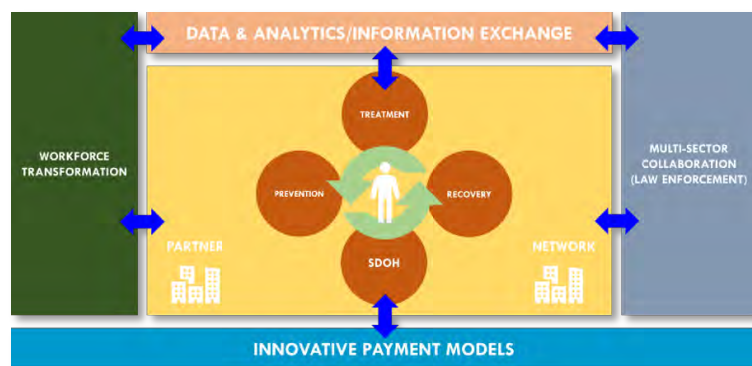 DATA & ANALYTICS/INFORMATION EXCHANGE
TREATMENT
WORKFORCE
TRANSFORMATION
MULTI-SECTOR
COLLABORATION
(LAW ENFORCEMENT)
PREVENTION
RECOVERY
PARTNER
NETWORK
SDOH
INNOVATIVE PAYMENT MODELS